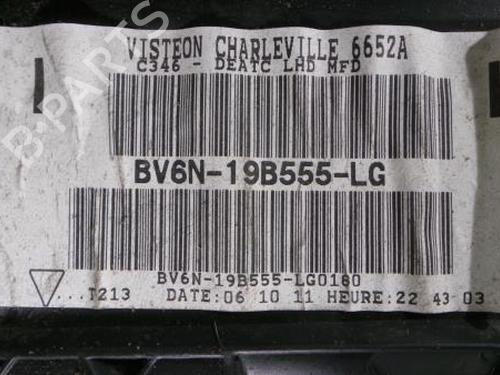 VISTEON CHARLEVILLE 6652A
C346 - DEATC LHD MFD
BV6N-19B555-LG
BV6N-19B555-LG0180
...T213 DATE:06 10 11 HEURE:22 43 03
B-Parts